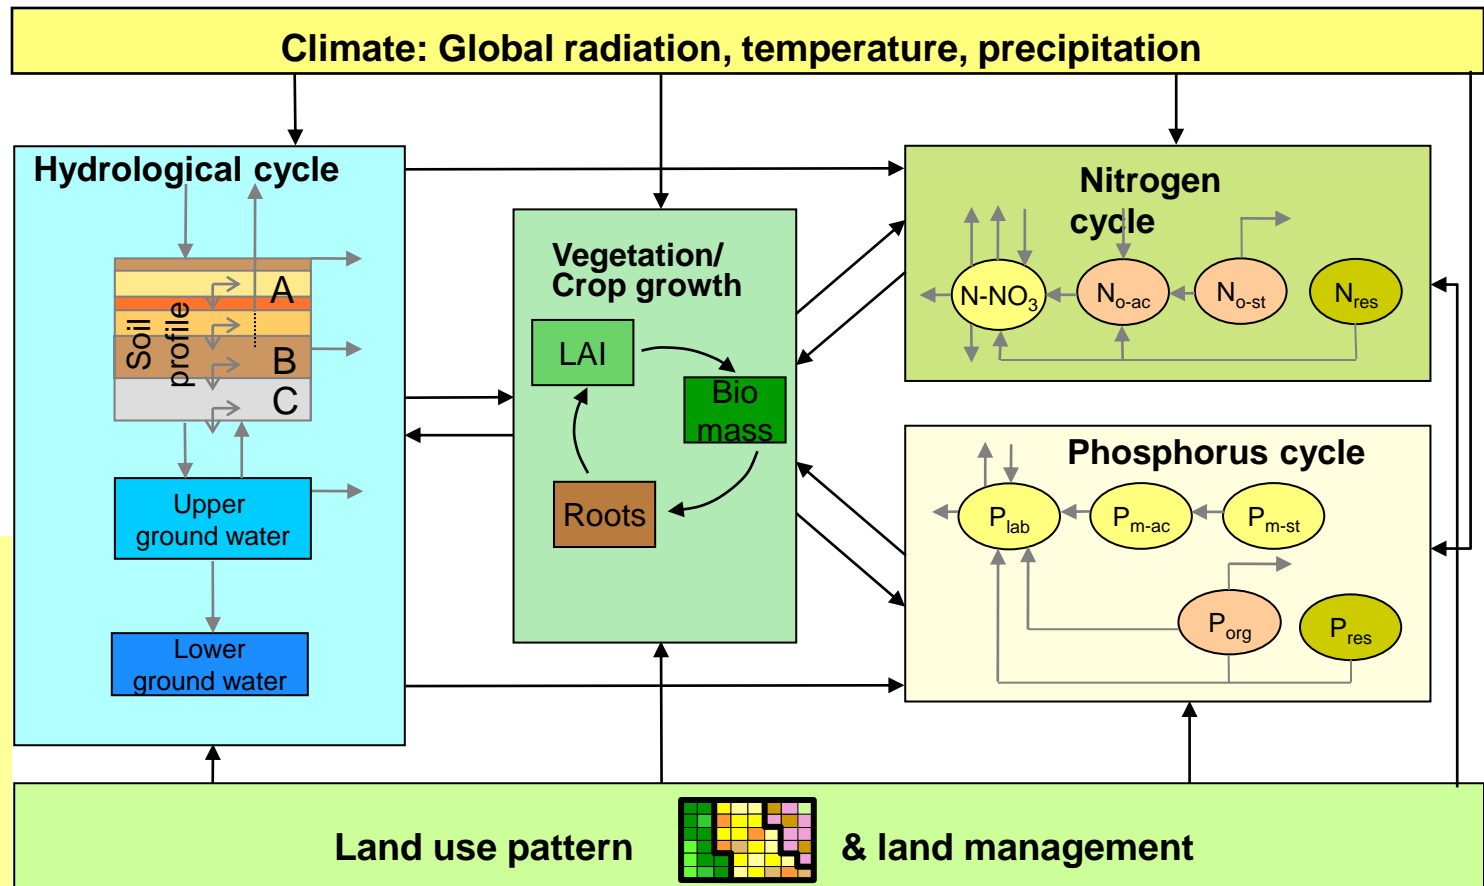 Climate: Global radiation, temperature, precipitation
Hydrological cycle
Soil
profile
A
B
C
Upper
ground water
Lower
ground water
Vegetation/
Crop growth
LAI
Bio
mass
Roots
Nitrogen
cycle
N-NO3
No-ac
No-st
Nres
Phosphorus cycle
Plab
Pm-ac
Pm-st
Porg
Pres
Land use pattern & land management